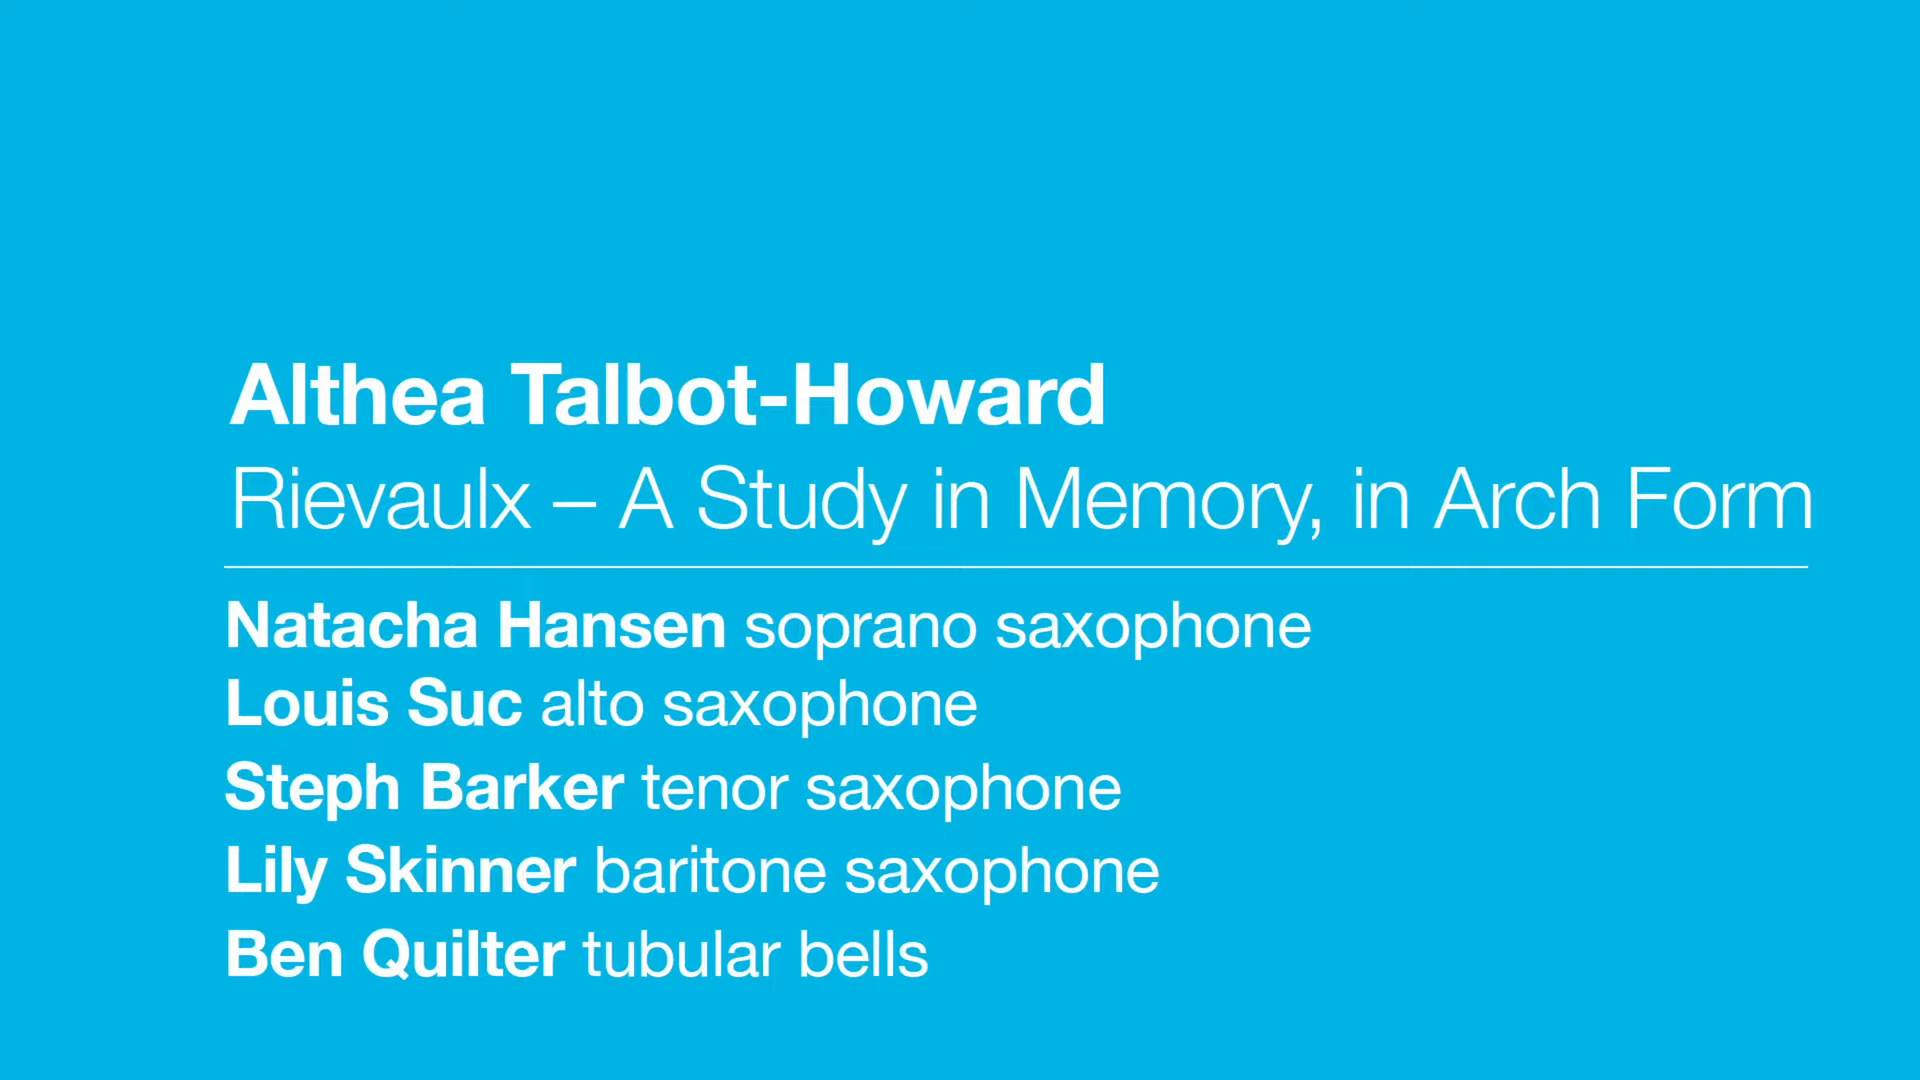 Althea Talbot-Howard
Rievaulx – A Study in Memory, in Arch Form
Natacha Hansen soprano saxophone
Louis Suc alto saxophone
Steph Barker tenor saxophone
Lily Skinner baritone saxophone
Ben Quilter tubular bells